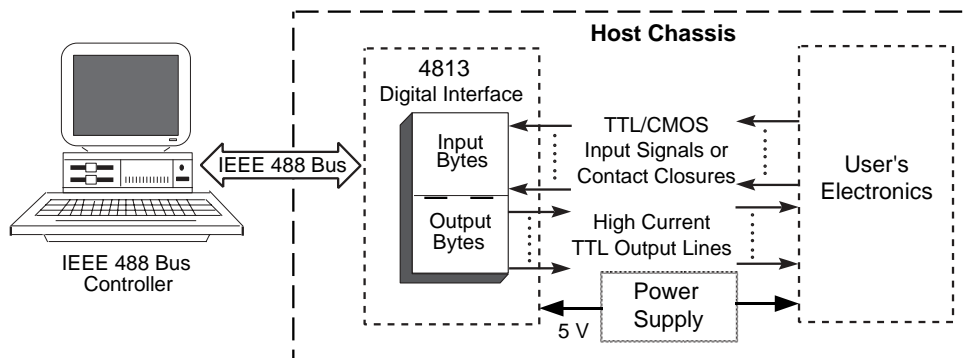 Host Chassis
4813
Digital Interface
Input
Bytes
Output
Bytes
IEEE 488 Bus
TTL/CMOS
Input Signals or
Contact Closures
High Current
TTL Output Lines
User's
Electronics
IEEE 488 Bus
Controller
5 V
Power
Supply